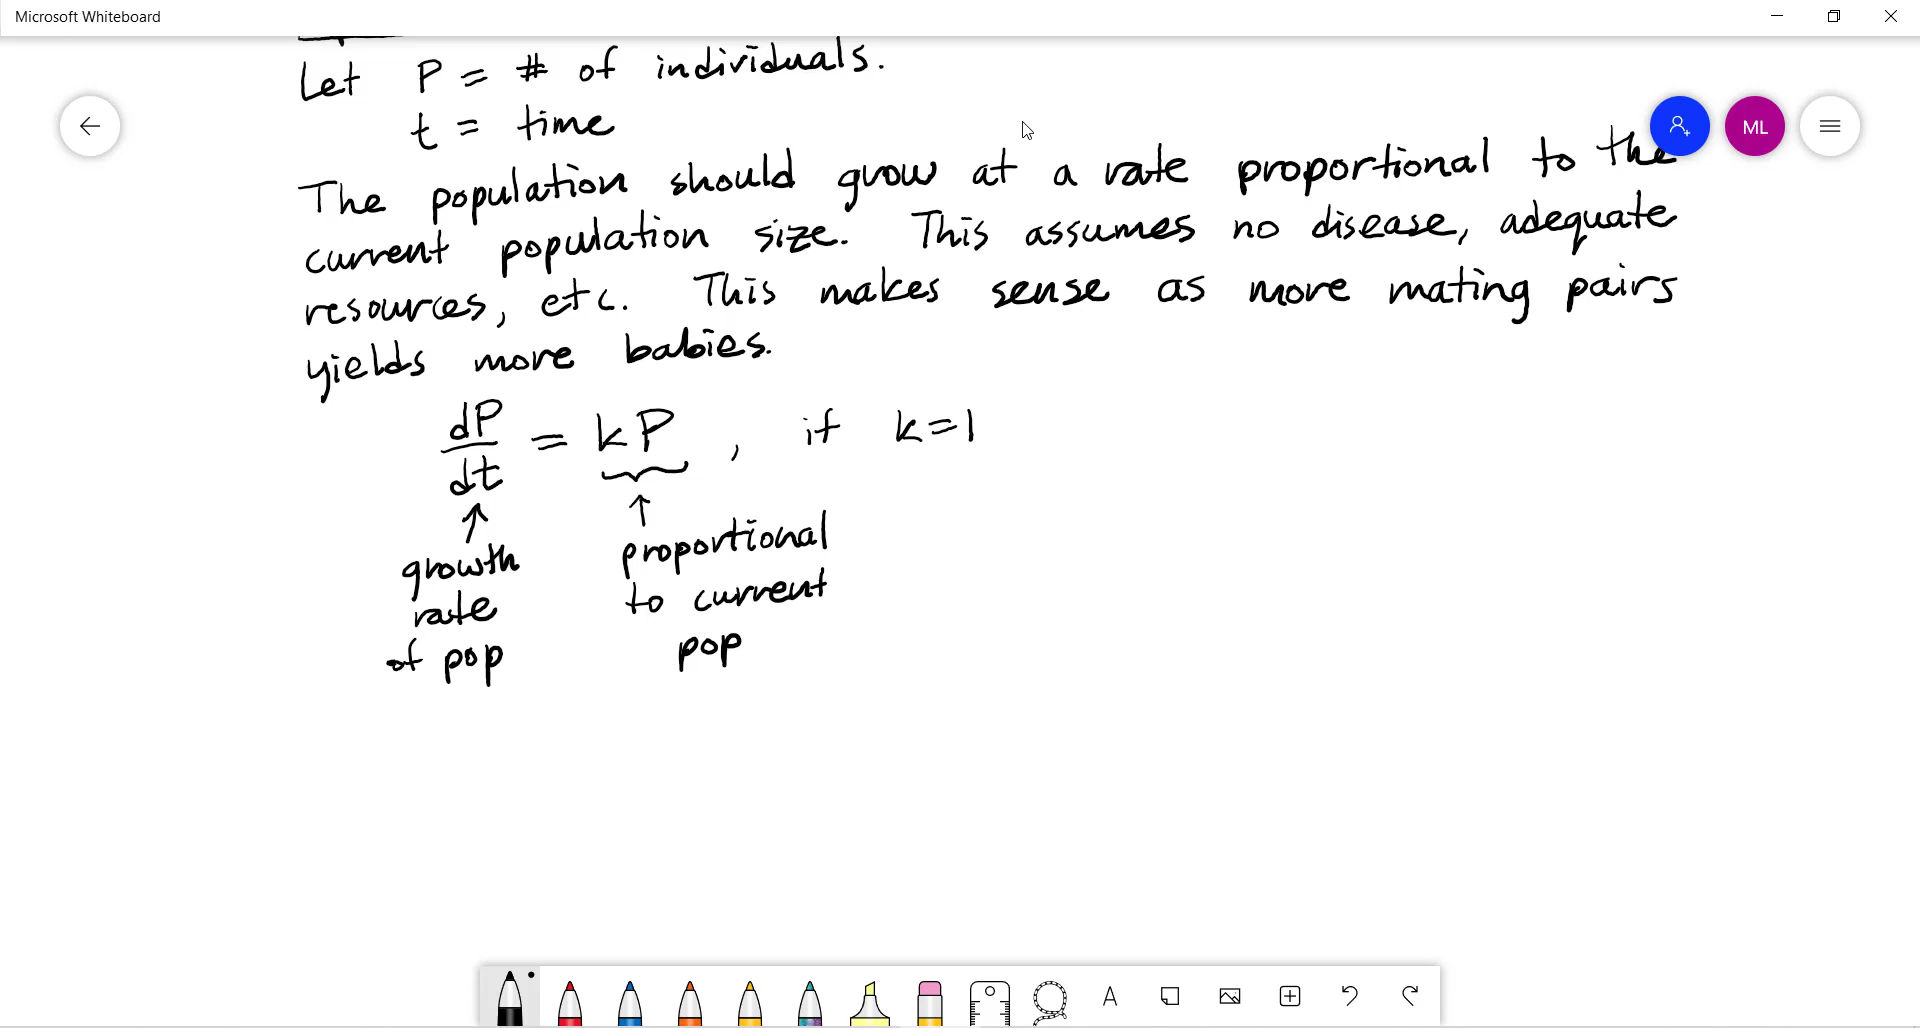 Microsoft Whiteboard
Let P = # of individuals.
t = time
ML
The population should grow at a rate proportional to the
current population size. This assumes no disease, adequate
resources, etc. This makes sense as more mating pairs
yields more babies.
dP/dt = kP, if k=1
↑ ↑
growth proportional
rate to current
of pop pop
A